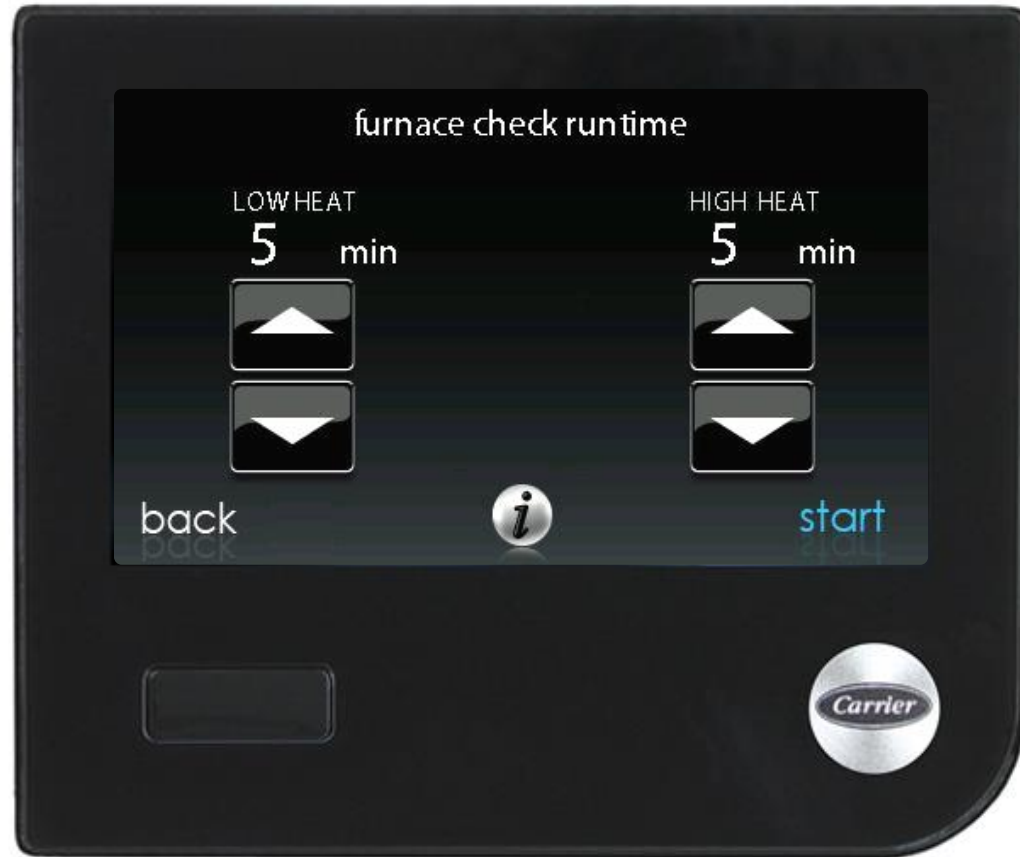 furnace check runtime
LOW HEAT
5 min
HIGH HEAT
5 min
back
i
start
Carrier